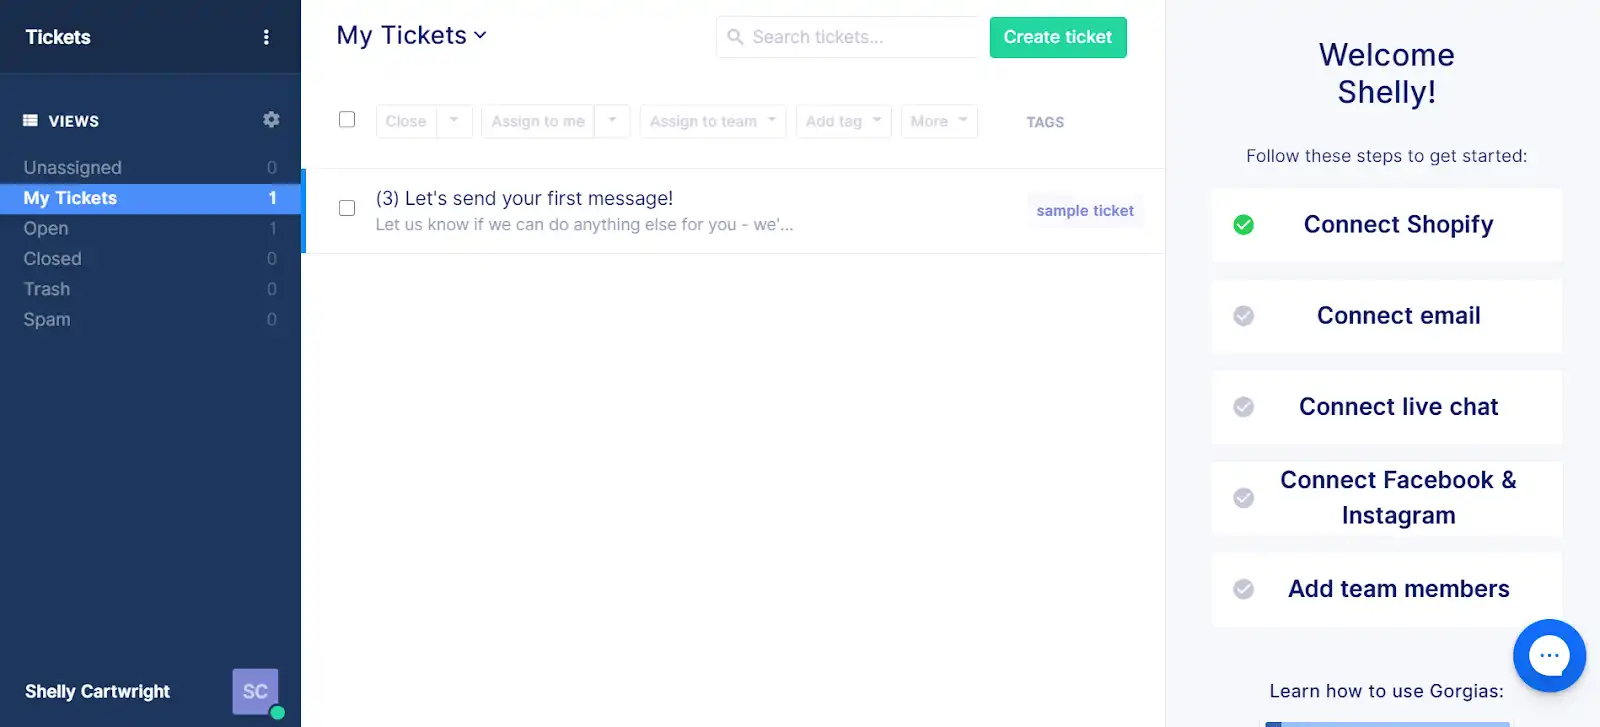 Tickets
VIEWS
Unassigned 0
My Tickets 1
Open 1
Closed 0
Trash 0
Spam 0
Shelly Cartwright SC
My Tickets
Search tickets...
Create ticket
Close Assign to me Assign to team Add tag More TAGS
(3) Let's send your first message!
Let us know if we can do anything else for you - we'...
sample ticket
Welcome
Shelly!
Follow these steps to get started:
Connect Shopify
Connect email
Connect live chat
Connect Facebook &
Instagram
Add team members
Learn how to use Gorgias: